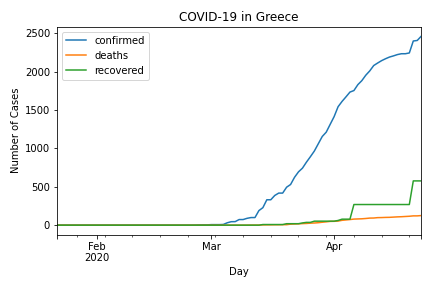 COVID-19 in Greece
confirmed
deaths
recovered
Number of Cases
2500
2000
1500
1000
500
0
Feb
2020
Mar
Apr
Day